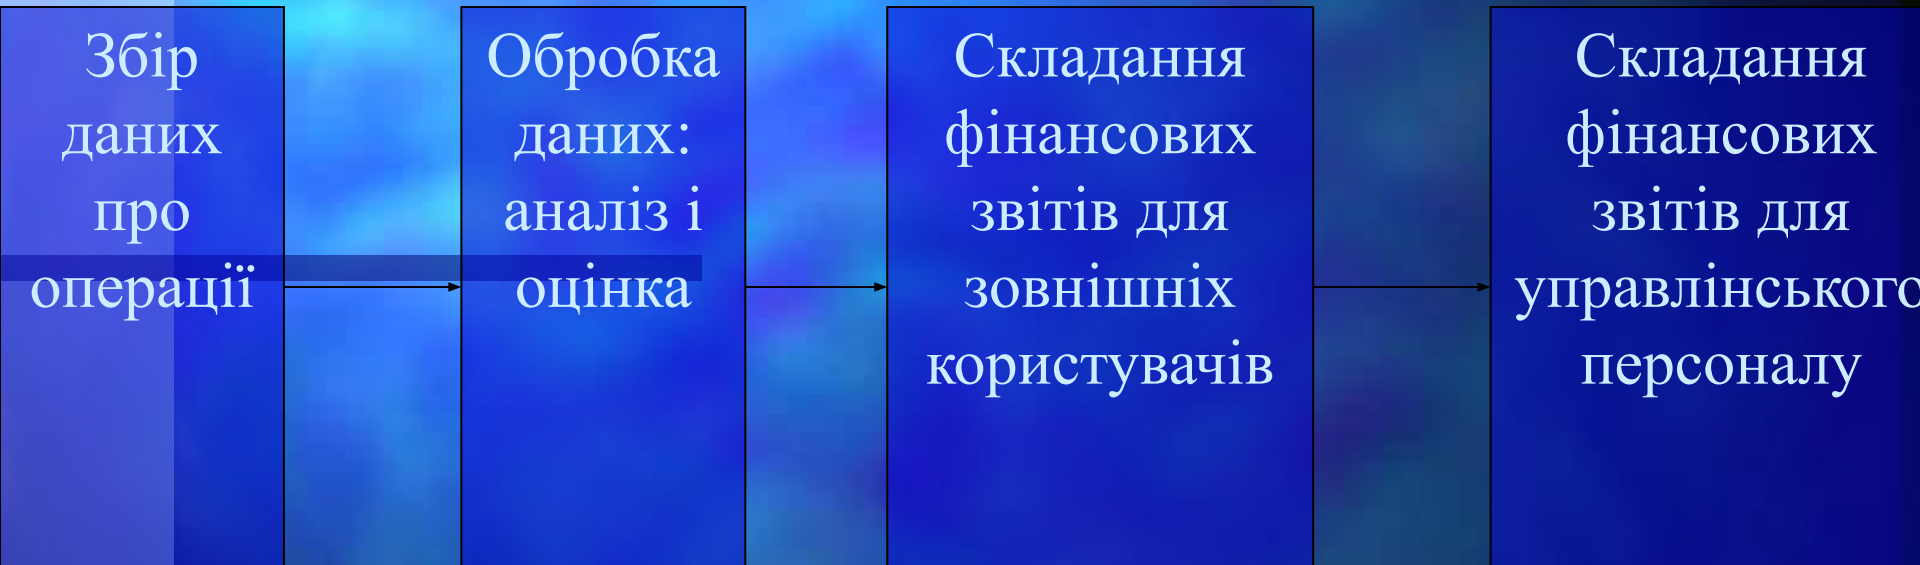 Збір
даних
про
операції
Обробка
даних:
аналіз і
оцінка
Складання
фінансових
звітів для
зовнішніх
користувачів
Складання
фінансових
звітів для
управлінського
персоналу